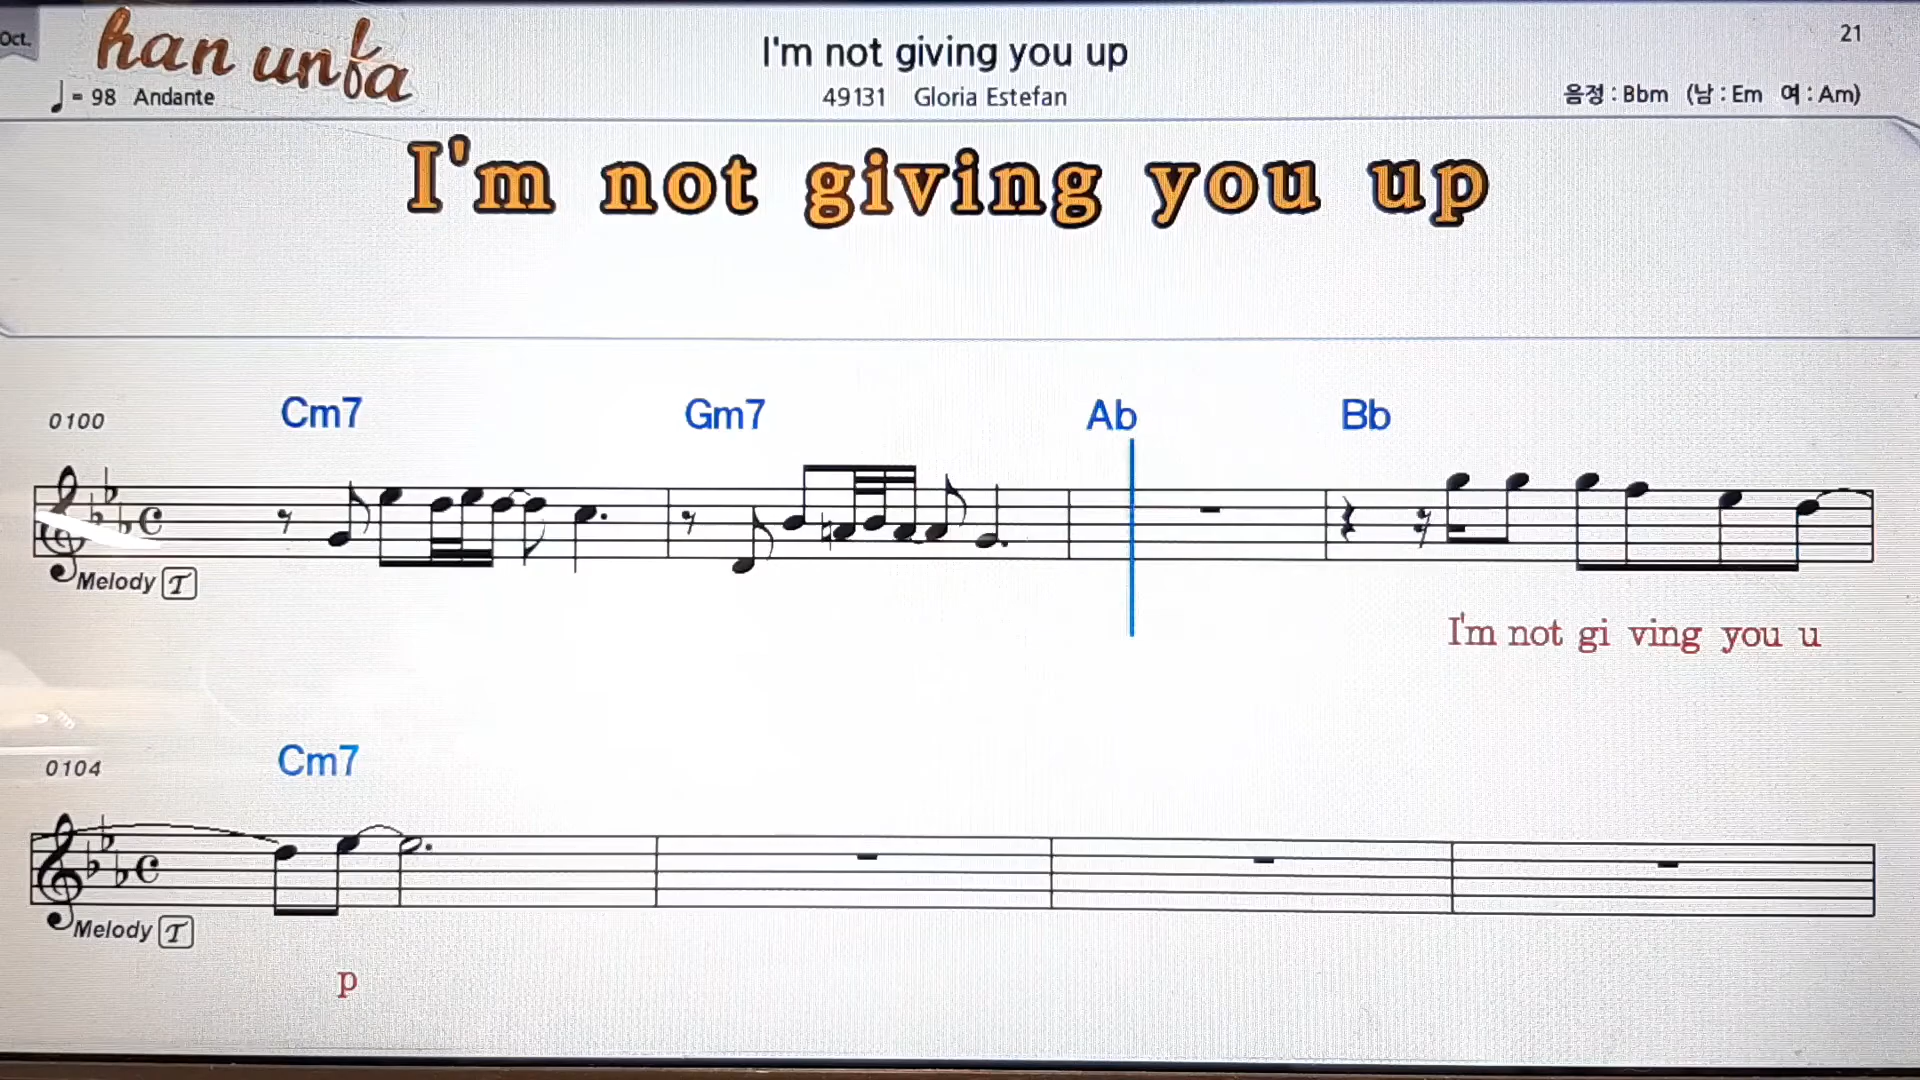 Oct.
han unba
I'm not giving you up
21
♩= 98 Andante
49131 Gloria Estefan
음정 : Bbm (남 : Em 여 : Am)
I'm not giving you up
Cm7 Gm7 Ab Bb
0100
Melody T
I'm not gi ving you u
Cm7
0104
Melody T
p